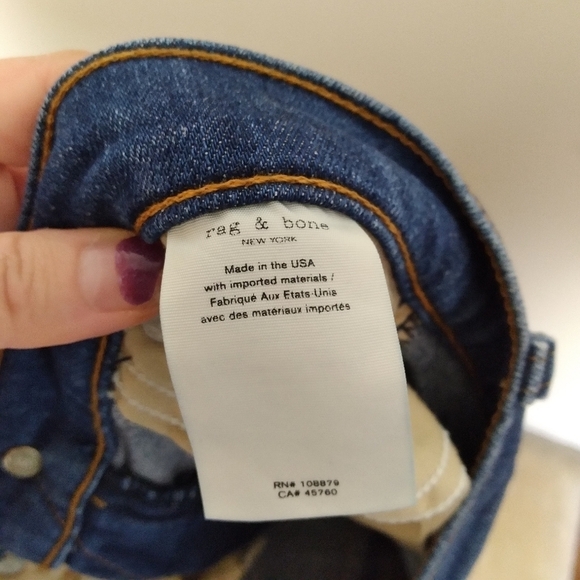 rag & bone
NEW YORK
Made in the USA
with imported materials /
Fabriqué Aux Etats-Unis
avec des matériaux importés
RN# 108879
CA# 45760